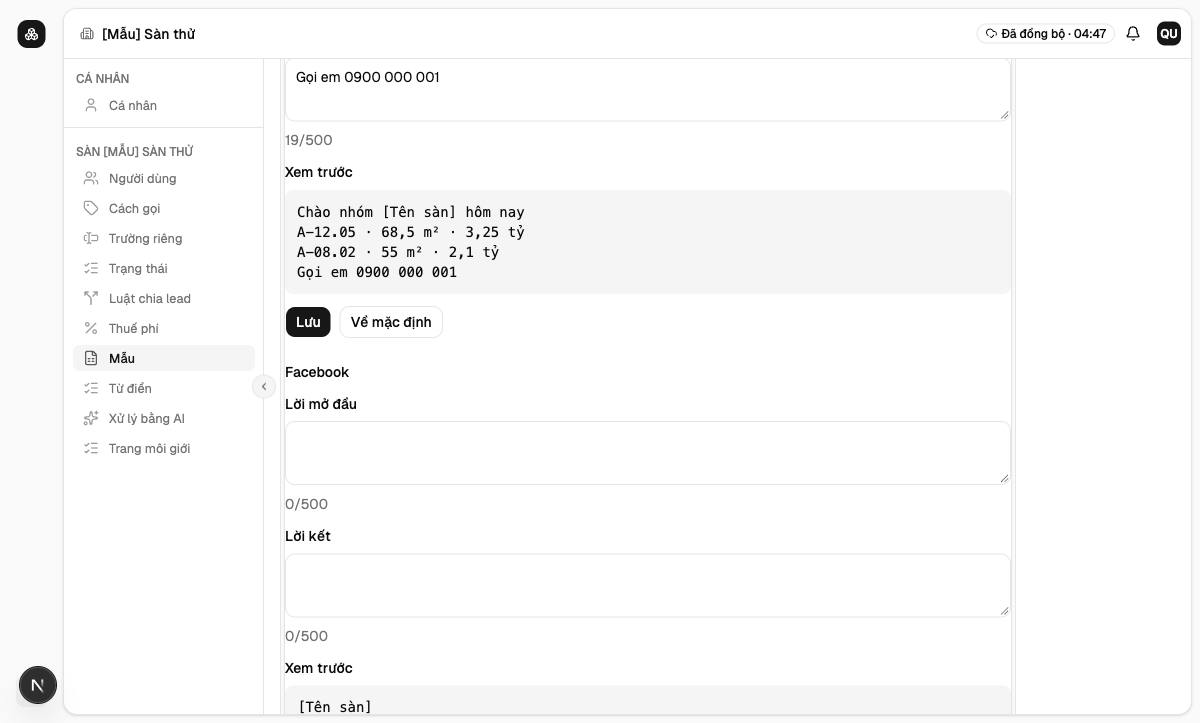 [Mẫu] Sàn thử
Đã đồng bộ · 04:47
QU
CÁ NHÂN
Cá nhân
SÀN [MẪU] SÀN THỬ
Người dùng
Cách gọi
Trường riêng
Trạng thái
Luật chia lead
Thuế phí
Mẫu
Từ điển
Xử lý bằng AI
Trang môi giới
N
Gọi em 0900 000 001
19/500
Xem trước
Chào nhóm [Tên sàn] hôm nay
A–12.05 · 68,5 m² · 3,25 tỷ
A–08.02 · 55 m² · 2,1 tỷ
Gọi em 0900 000 001
Lưu
Về mặc định
Facebook
Lời mở đầu
0/500
Lời kết
0/500
Xem trước
[Tên sàn]